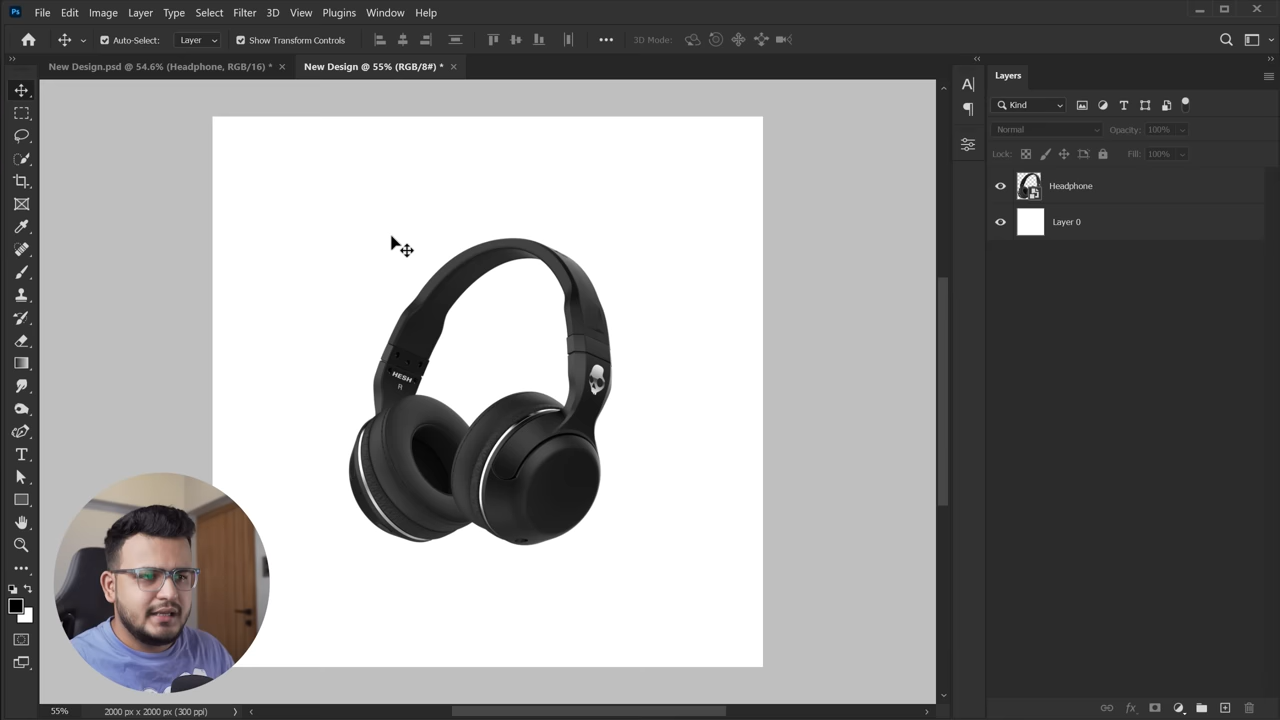 Ps File Edit Image Layer Type Select Filter 3D View Plugins Window Help
Auto-Select: Layer Show Transform Controls ••• 3D Mode:
New Design.psd @ 54.6% (Headphone, RGB/16) * × New Design @ 55% (RGB/8#) * ×
Layers
Kind
Normal Opacity: 100%
Lock: Fill: 100%
Headphone
Layer 0
HESH
R
55% 2000 px x 2000 px (300 ppi)